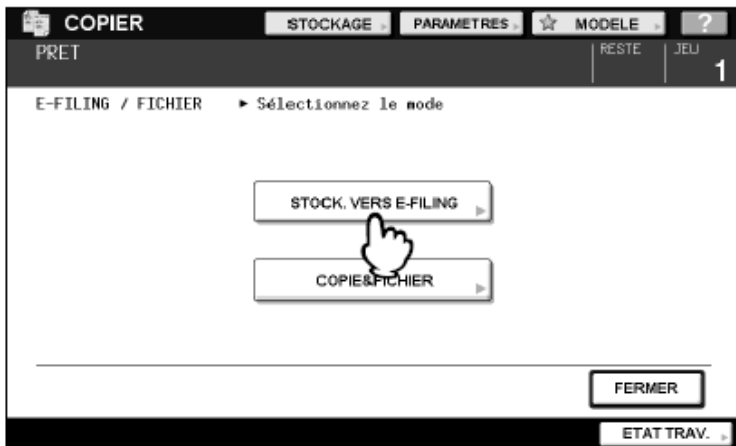 COPIER STOCKAGE PARAMETRES MODELE ?
PRET RESTE JEU
1
E-FILING / FICHIER ► Sélectionnez le mode
STOCK. VERS E-FILING
COPIE&FICHIER
FERMER
ETAT TRAV.